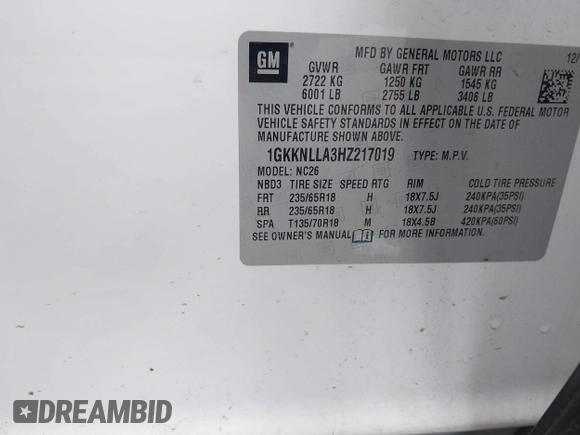 GM
MFD BY GENERAL MOTORS LLC 12/
GVWR GAWR FRT GAWR RR
2722 KG 1250 KG 1545 KG
6001 LB 2755 LB 3406 LB
THIS VEHICLE CONFORMS TO ALL APPLICABLE U.S. FEDERAL MOTOR
VEHICLE SAFETY STANDARDS IN EFFECT ON THE DATE OF
MANUFACTURE SHOWN ABOVE.
1GKKNLLA3HZ217019 TYPE: M.P.V.
MODEL: NC26
NBD3 TIRE SIZE SPEED RTG RIM COLD TIRE PRESSURE
FRT 235/65R18 H 18X7.5J 240KPA(35PSI)
RR 235/65R18 H 18X7.5J 240KPA(35PSI)
SPA T135/70R18 M 18X4.5B 420KPA(60PSI)
SEE OWNER'S MANUAL FOR MORE INFORMATION.
DREAMBID